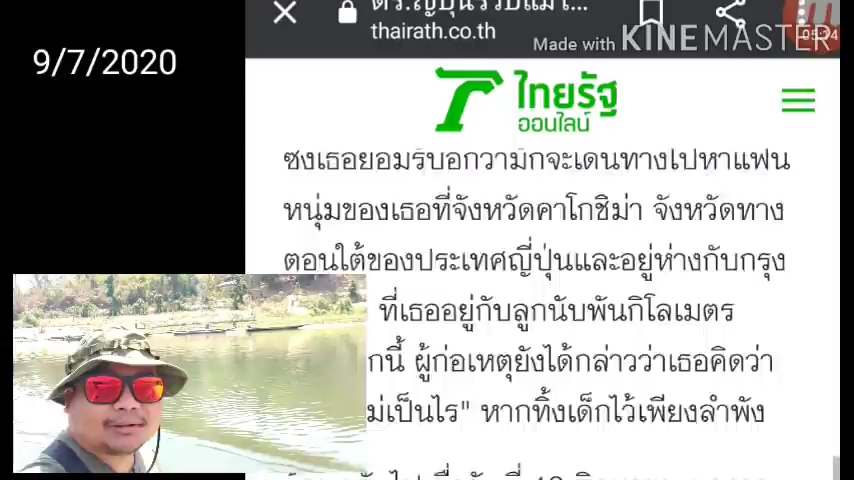 9/7/2020
thairath.co.th
Made with KINEMASTER
05:14
ไทยรัฐ
ออนไลน์
ซึ่งเธอยอมรับอีกว่ามักจะเดินทางไปหาแฟน
หนุ่มของเธอที่จังหวัดคาโกชิม่า จังหวัดทาง
ตอนใต้ของประเทศญี่ปุ่นและอยู่ห่างกับกรุง
ที่เธออยู่กับลูกนับพันกิโลเมตร
กนี้ ผู้ก่อเหตุยังได้กล่าวว่าเธอคิดว่า
ม่เป็นไร" หากทิ้งเด็กไว้เพียงลำพัง